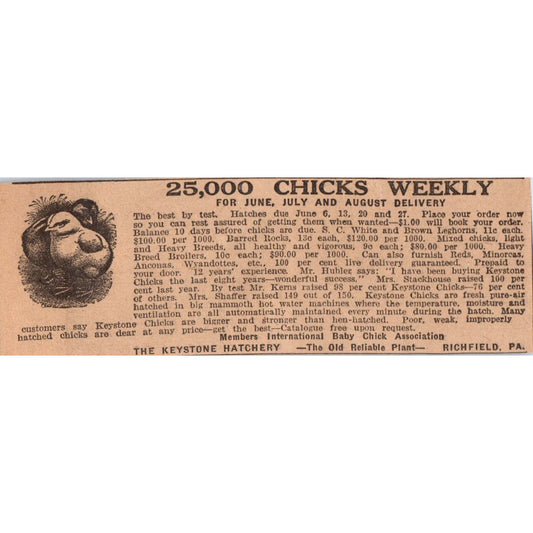 25,000 CHICKS WEEKLY
FOR JUNE, JULY AND AUGUST DELIVERY
The best by test. Hatches due June 6, 13, 20 and 27. Place your order now
so you can rest assured of getting them when wanted—$1.00 will book your order.
Balance 10 days before chicks are due. S. C. White and Brown Leghorns, 11c each.
$100.00 per 1000. Barred Rocks, 13c each, $120.00 per 1000. Mixed chicks, light
and Heavy Breeds, all healthy and vigorous, 9c each; $80.00 per 1000. Heavy
Breed Broilers, 10c each; $90.00 per 1000. Can also furnish Reds, Minorcas,
Anconas, Wyandottes, etc., 100 per cent live delivery guaranteed. Prepaid to
your door. 12 years' experience. Mr. Hubler says: "I have been buying Keystone
Chicks the last eight years—wonderful success." Mrs. Stackhouse raised 100 per
cent last year. By test Mr. Kerns raised 98 per cent Keystone Chicks—76 per cent
of others. Mrs. Shaffer raised 149 out of 150. Keystone Chicks are fresh pure-air
hatched in big mammoth hot water machines where the temperature, moisture and
ventilation are all automatically maintained every minute during the hatch. Many
customers say Keystone Chicks are bigger and stronger than hen-hatched. Poor, weak, improperly
hatched chicks are dear at any price—get the best—Catalogue free upon request.
Members International Baby Chick Association
THE KEYSTONE HATCHERY —The Old Reliable Plant— RICHFIELD, PA.